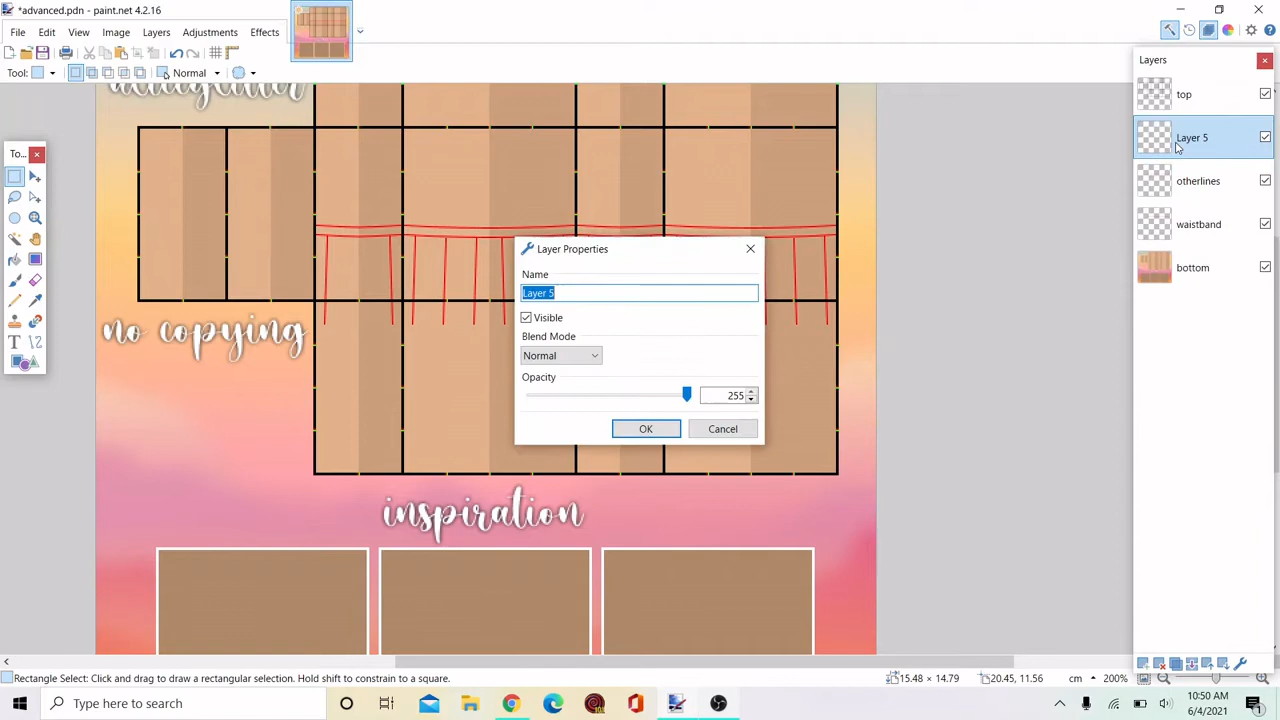 *advanced.pdn - paint.net 4.2.16
File Edit View Image Layers Adjustments Effects
Tool: Normal
Layers
top
Layer 5
otherlines
waistband
bottom
To...
no copying
inspiration
Layer Properties
Name
Layer 5
Visible
Blend Mode
Normal
Opacity
255
OK Cancel
Rectangle Select: Click and drag to draw a rectangular selection. Hold shift to constrain to a square.
15.48 × 14.79 20.45, 11.56 cm 200%
Type here to search
10:50 AM
6/4/2021